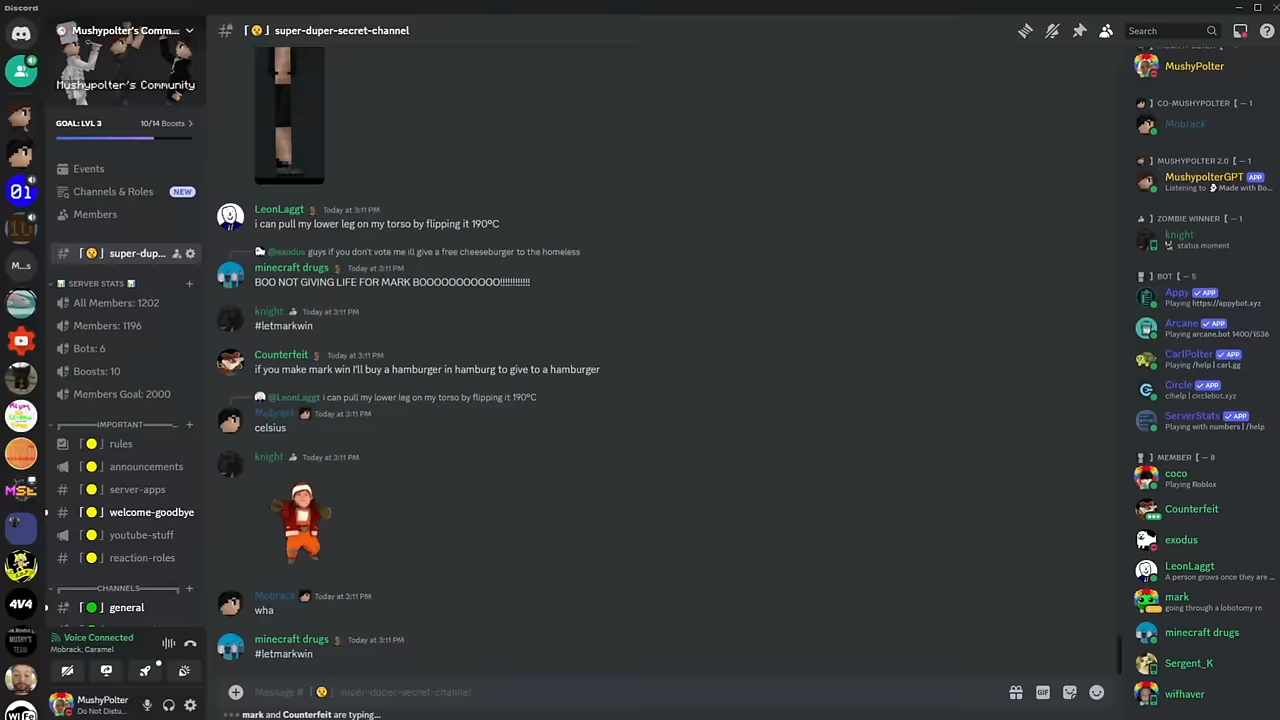 Discord
Mushypolter's Comm...
Mushypolter's Community
GOAL: LVL 3
10/14 Boosts
Events
Channels & Roles
NEW
Members
super-dup...
SERVER STATS
All Members: 1202
Members: 1196
Bots: 6
Boosts: 10
Members Goal: 2000
IMPORTANT
rules
announcements
server-apps
welcome-goodbye
youtube-stuff
reaction-roles
CHANNELS
general
Voice Connected
Mobrack, Caramel
MushyPolter
Do Not Distu...
01
M...s
MSE
4V4
MUSHY'S
TEAM
super-duper-secret-channel
Search
LeonLaggt Today at 3:11 PM
i can pull my lower leg on my torso by flipping it 190°C
@exodus guys if you don't vote me ill give a free cheeseburger to the homeless
minecraft drugs Today at 3:11 PM
BOO NOT GIVING LIFE FOR MARK BOOOOOOOOOO!!!!!!!!!!!!
knight Today at 3:11 PM
#letmarkwin
Counterfeit Today at 3:11 PM
if you make mark win I'll buy a hamburger in hamburg to give to a hamburger
@LeonLaggt i can pull my lower leg on my torso by flipping it 190°C
Mobrack Today at 3:11 PM
celsius
knight Today at 3:11 PM
Mobrack Today at 3:11 PM
wha
minecraft drugs Today at 3:11 PM
#letmarkwin
Message # super-duper-secret-channel
GIF
mark and Counterfeit are typing...
MushyPolter
CO-MUSHYPOLTER [ — 1
Mobrack
MUSHYPOLTER 2.0 [ — 1
MushypolterGPT APP
Listening to Made with Bo...
ZOMBIE WINNER [ — 1
knight
status moment
BOT [ — 5
Appy APP
Playing https://appybot.xyz
Arcane APP
Playing arcane.bot 1400/1536
CarlPolter APP
Playing /help | carl.gg
Circle APP
c!help | circlebot.xyz
ServerStats APP
Playing with numbers | /help
MEMBER [ — 8
coco
Playing Roblox
Counterfeit
exodus
LeonLaggt
A person grows once they are ...
mark
going through a lobotomy rn
minecraft drugs
Sergent_K
wifhaver